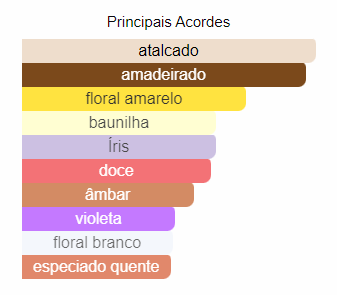 Principais Acordes
atalcado
amadeirado
floral amarelo
baunilha
Íris
doce
âmbar
violeta
floral branco
especiado quente